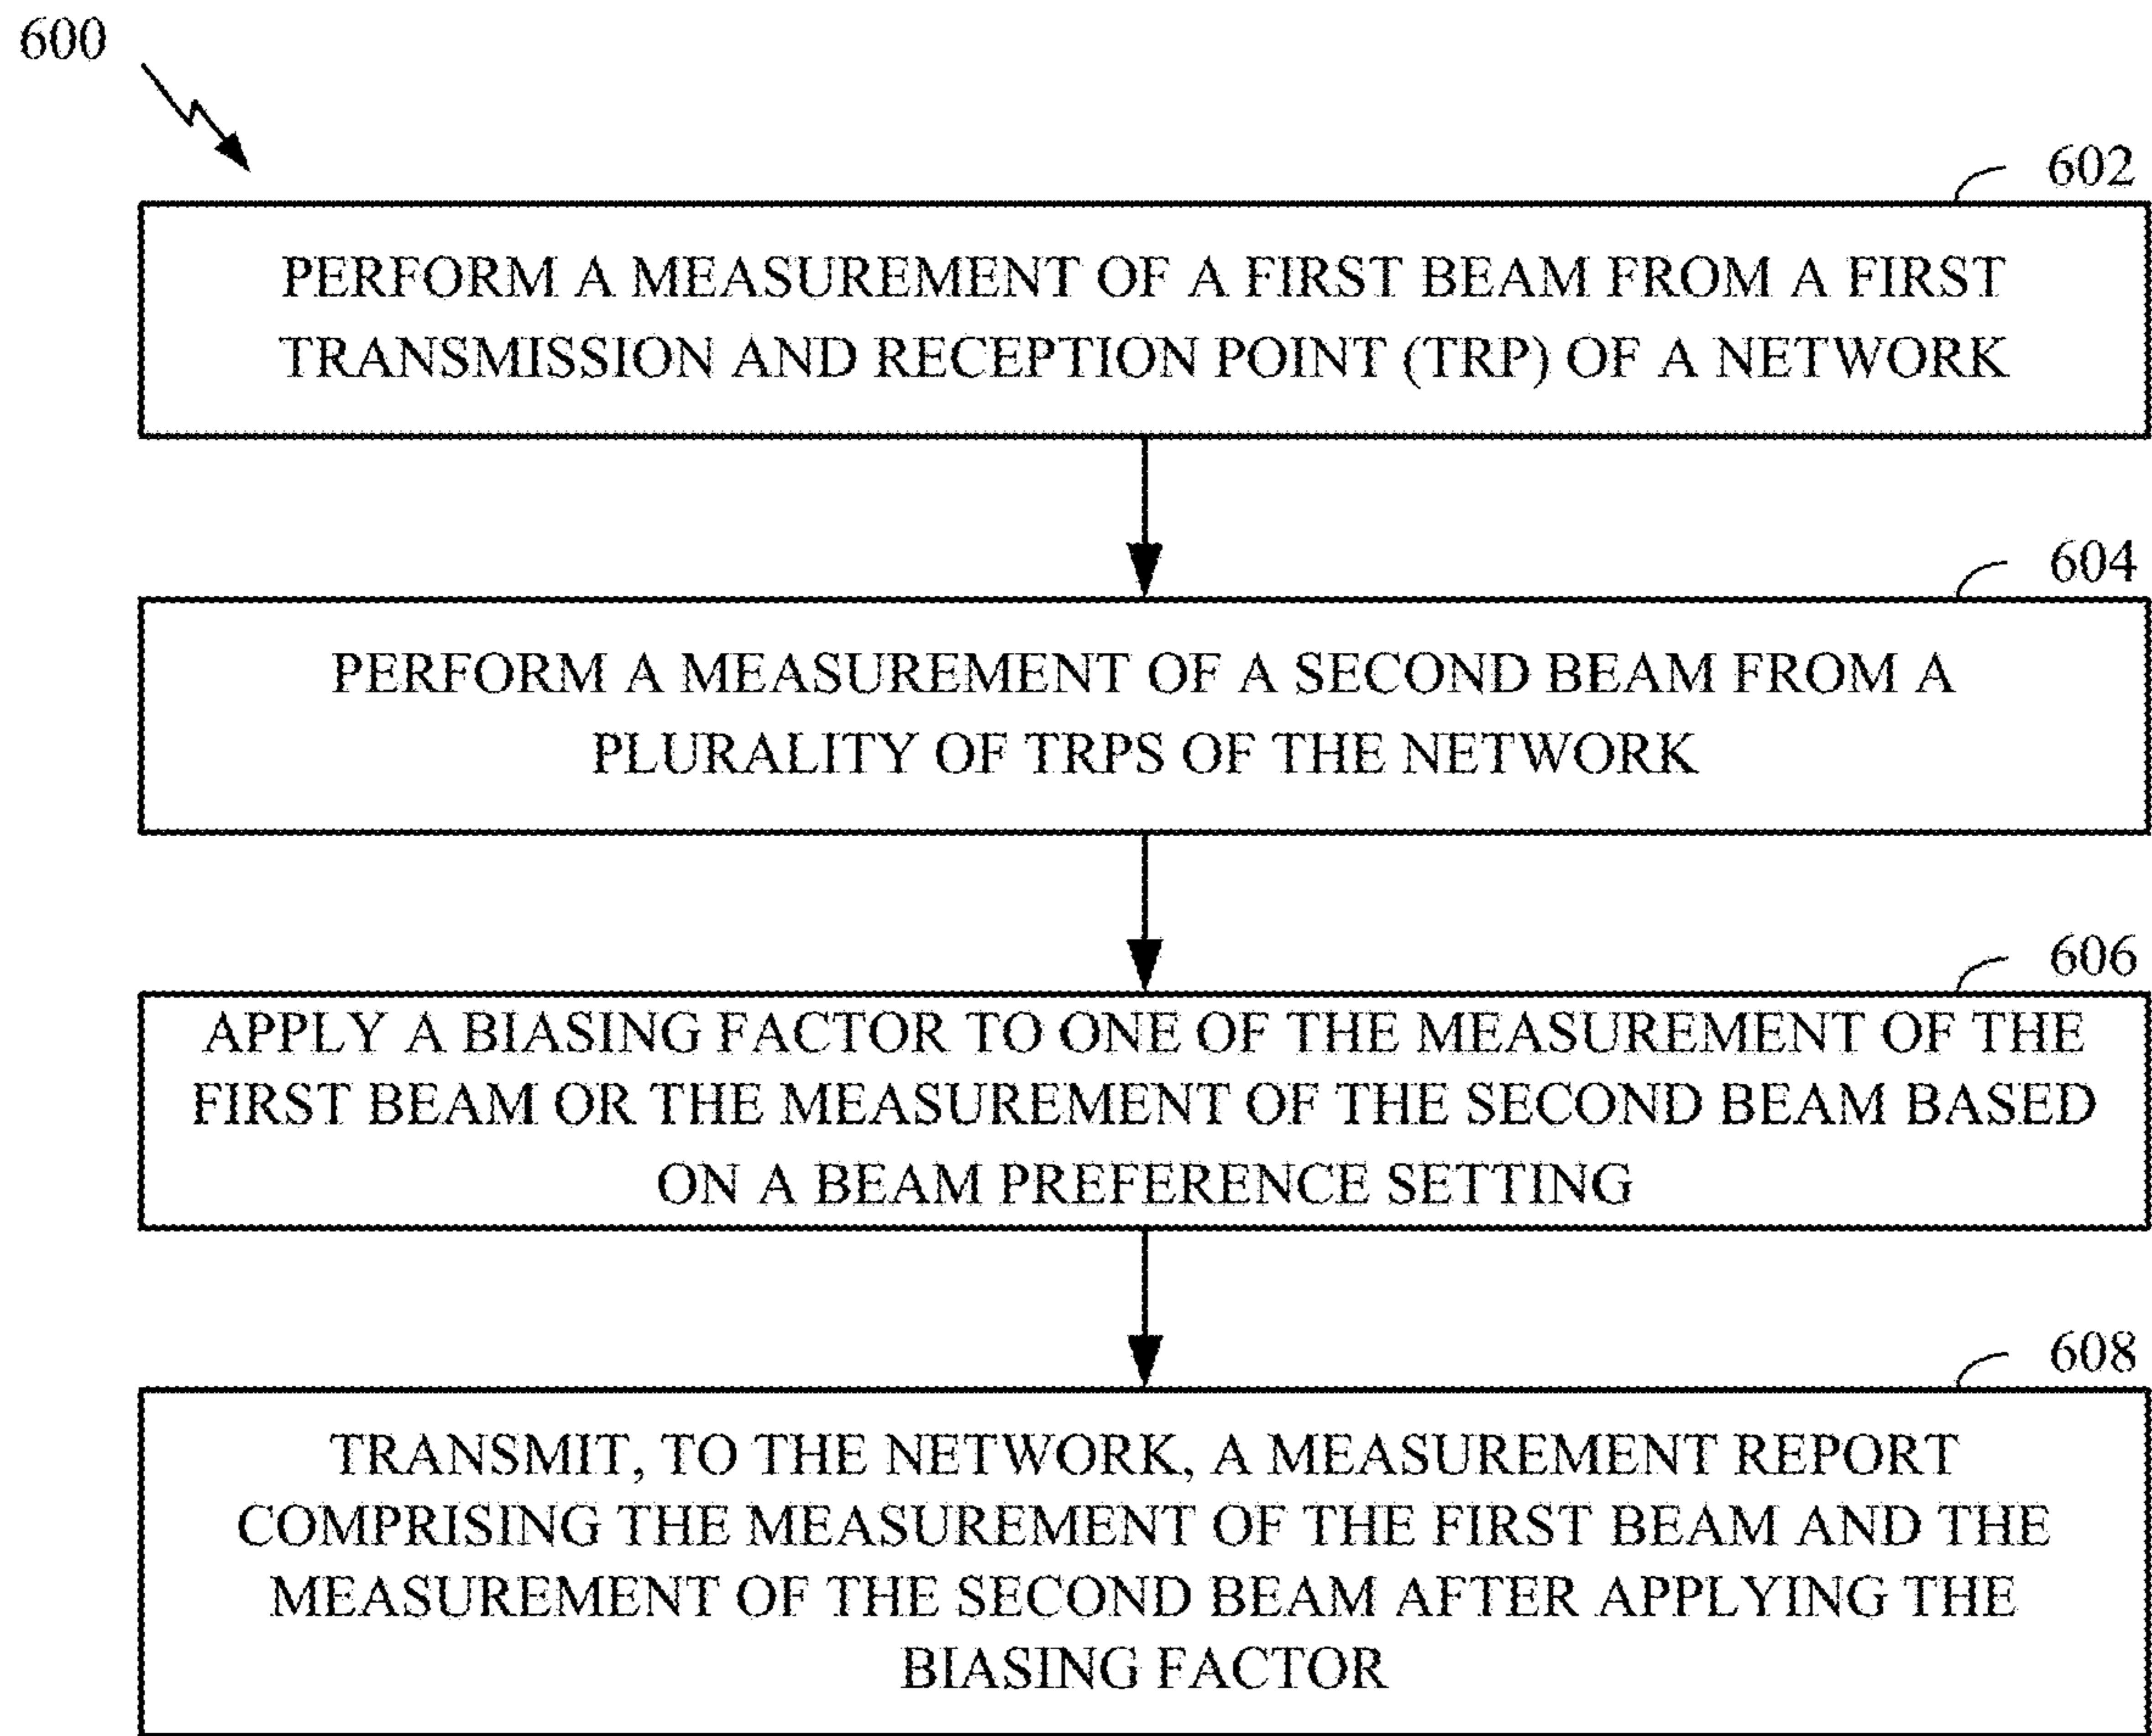 600
602
PERFORM A MEASUREMENT OF A FIRST BEAM FROM A FIRST
TRANSMISSION AND RECEPTION POINT (TRP) OF A NETWORK
604
PERFORM A MEASUREMENT OF A SECOND BEAM FROM A
PLURALITY OF TRPS OF THE NETWORK
606
APPLY A BIASING FACTOR TO ONE OF THE MEASUREMENT OF THE
FIRST BEAM OR THE MEASUREMENT OF THE SECOND BEAM BASED
ON A BEAM PREFERENCE SETTING
608
TRANSMIT, TO THE NETWORK, A MEASUREMENT REPORT
COMPRISING THE MEASUREMENT OF THE FIRST BEAM AND THE
MEASUREMENT OF THE SECOND BEAM AFTER APPLYING THE
BIASING FACTOR